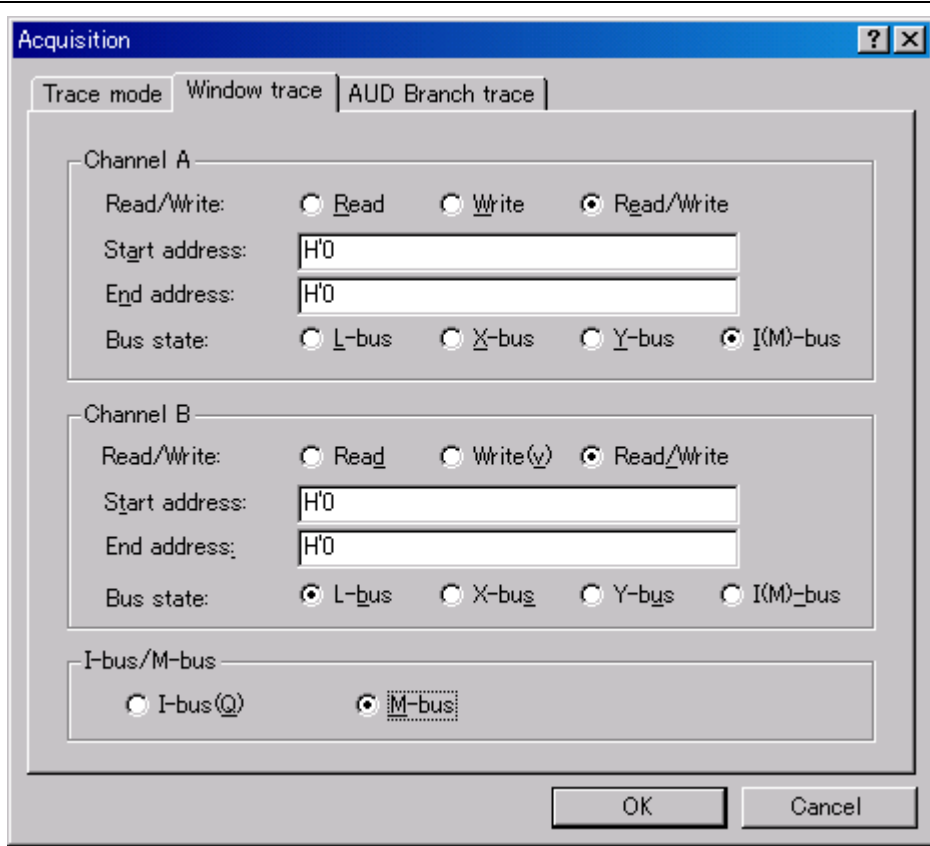 Acquisition
Trace mode Window trace AUD Branch trace
Channel A
Read/Write: Read Write Read/Write
Start address: H'0
End address: H'0
Bus state: L-bus X-bus Y-bus I(M)-bus
Channel B
Read/Write: Read Write(v) Read/Write
Start address: H'0
End address: H'0
Bus state: L-bus X-bus Y-bus I(M)-bus
I-bus/M-bus
I-bus(Q) M-bus
OK Cancel